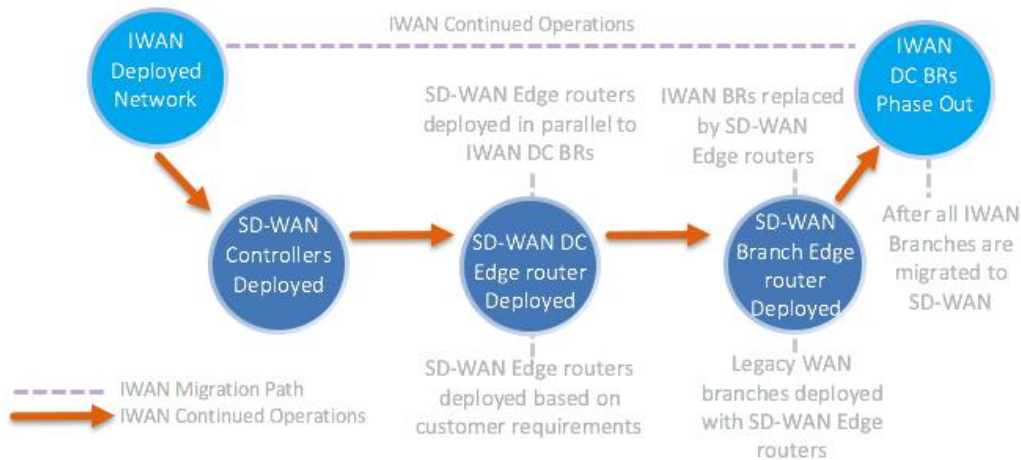 IWAN Continued Operations
IWAN
Deployed
Network
IWAN
DC BRs
Phase Out
SD-WAN Edge routers
deployed in parallel to
IWAN DC BRs
IWAN BRs replaced
by SD-WAN
Edge routers
SD-WAN
Controllers
Deployed
SD-WAN DC
Edge router
Deployed
SD-WAN
Branch Edge
router
Deployed
After all IWAN
Branches are
migrated to
SD-WAN
SD-WAN Edge routers
deployed based on
customer requirements
Legacy WAN
branches deployed
with SD-WAN Edge
routers
IWAN Migration Path
IWAN Continued Operations